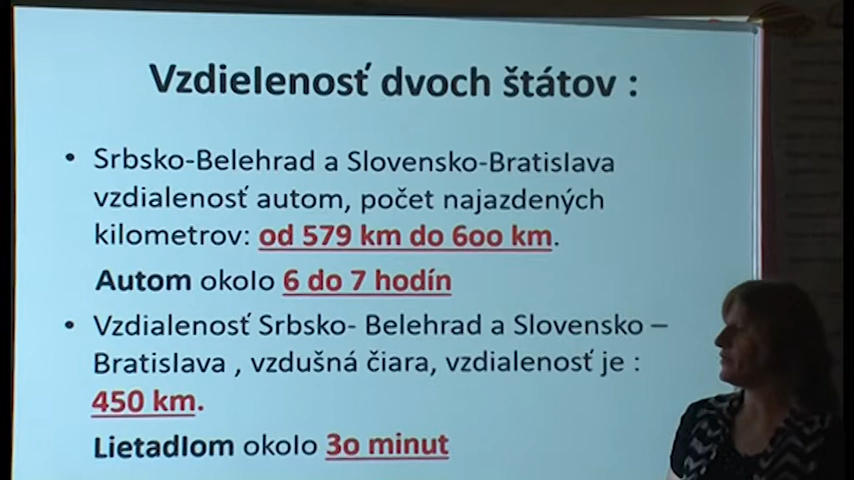 Vzdielenosť dvoch štátov :
• Srbsko-Belehrad a Slovensko-Bratislava
vzdialenosť autom, počet najazdených
kilometrov: od 579 km do 6oo km.
Autom okolo 6 do 7 hodín
• Vzdialenosť Srbsko- Belehrad a Slovensko –
Bratislava , vzdušná čiara, vzdialenosť je :
450 km.
Lietadlom okolo 3o minut